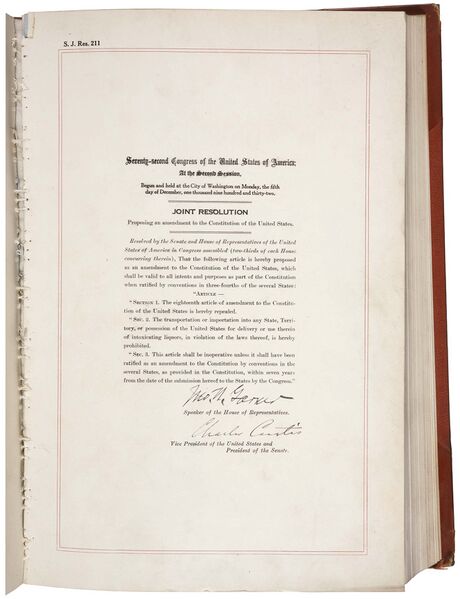 S. J. Res. 211
Seventy-second Congress of the United States of America;
At the Second Session,
Begun and held at the City of Washington on Monday, the fifth
day of December, one thousand nine hundred and thirty-two.
JOINT RESOLUTION
Proposing an amendment to the Constitution of the United States.
Resolved by the Senate and House of Representatives of the United
States of America in Congress assembled (two-thirds of each House
concurring therein), That the following article is hereby proposed
as an amendment to the Constitution of the United States, which
shall be valid to all intents and purposes as part of the Constitution
when ratified by conventions in three-fourths of the several States:
"ARTICLE —
"SECTION 1. The eighteenth article of amendment to the Constitu-
tion of the United States is hereby repealed.
"SEC. 2. The transportation or importation into any State, Terri-
tory, or possession of the United States for delivery or use therein
of intoxicating liquors, in violation of the laws thereof, is hereby
prohibited.
"SEC. 3. This article shall be inoperative unless it shall have been
ratified as an amendment to the Constitution by conventions in the
several States, as provided in the Constitution, within seven years
from the date of the submission hereof to the States by the Congress."
Jno. N. Garner
Speaker of the House of Representatives.
Charles Curtis
Vice President of the United States and
President of the Senate.